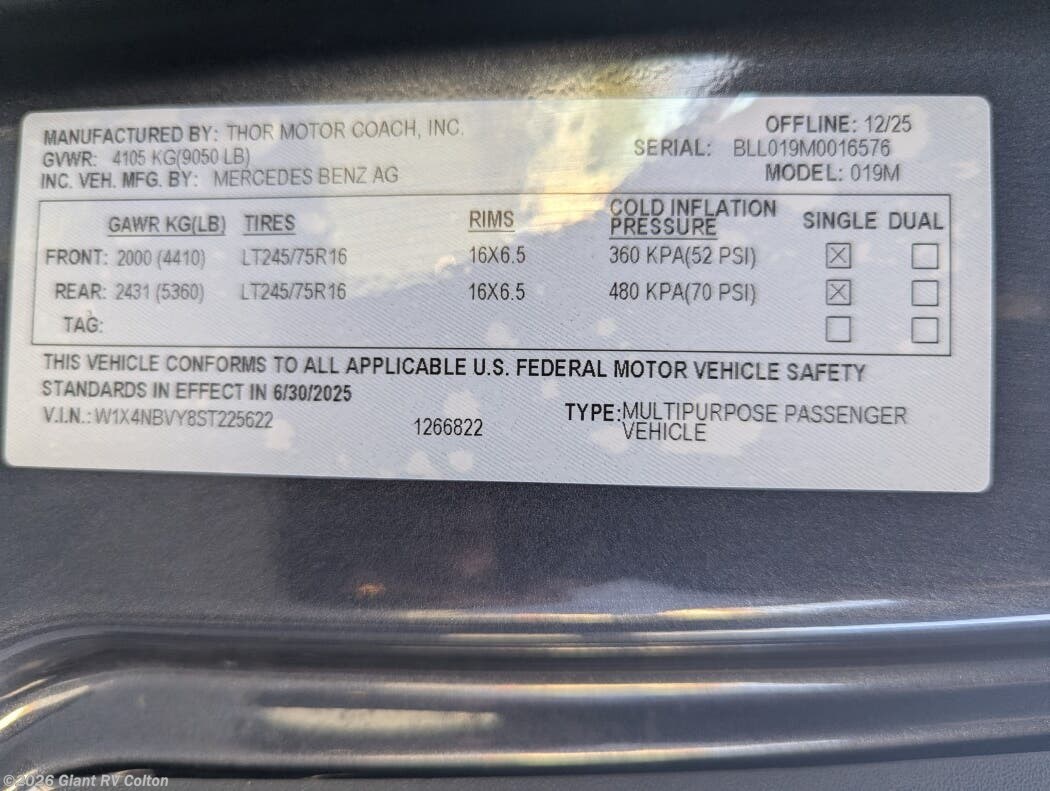 MANUFACTURED BY: THOR MOTOR COACH, INC. OFFLINE: 12/25
GVWR: 4105 KG(9050 LB) SERIAL: BLL019M0016576
INC. VEH. MFG. BY: MERCEDES BENZ AG MODEL: 019M
GAWR KG(LB) TIRES RIMS COLD INFLATION PRESSURE SINGLE DUAL
FRONT: 2000 (4410) LT245/75R16 16X6.5 360 KPA(52 PSI) ☒ ☐
REAR: 2431 (5360) LT245/75R16 16X6.5 480 KPA(70 PSI) ☒ ☐
TAG: ☐ ☐
THIS VEHICLE CONFORMS TO ALL APPLICABLE U.S. FEDERAL MOTOR VEHICLE SAFETY
STANDARDS IN EFFECT IN 6/30/2025
V.I.N.: W1X4NBVY8ST225622 1266822 TYPE: MULTIPURPOSE PASSENGER
VEHICLE
©2026 Giant RV Colton